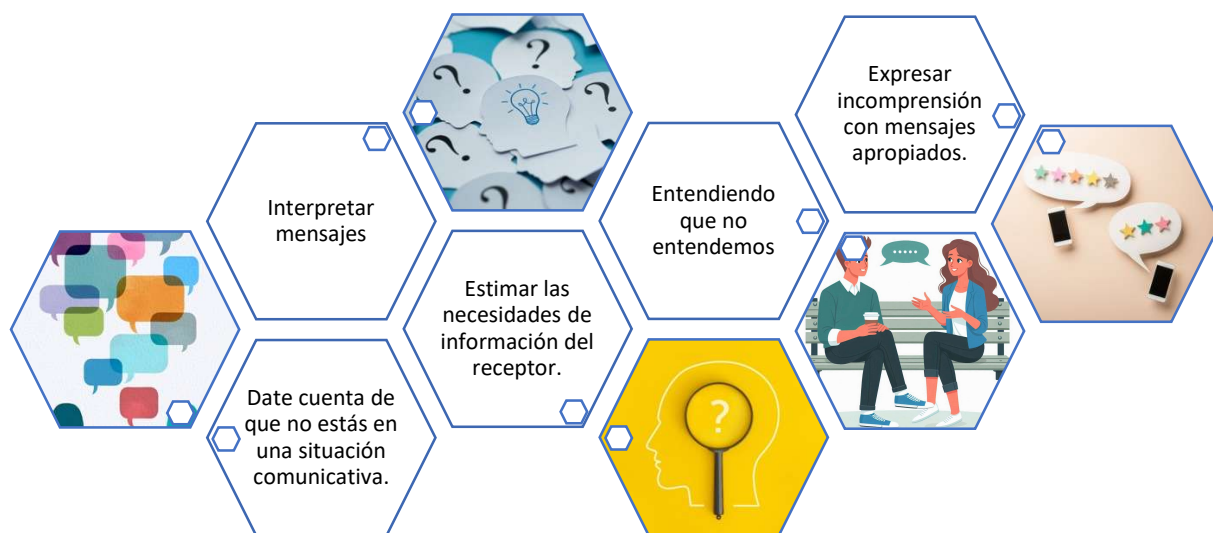 Interpretar
mensajes
Date cuenta de
que no estás en
una situación
comunicativa.
Estimar las
necesidades de
información del
receptor.
Entendiendo
que no
entendemos
Expresar
incomprensión
con mensajes
apropiados.
?
?
?
?
?
?